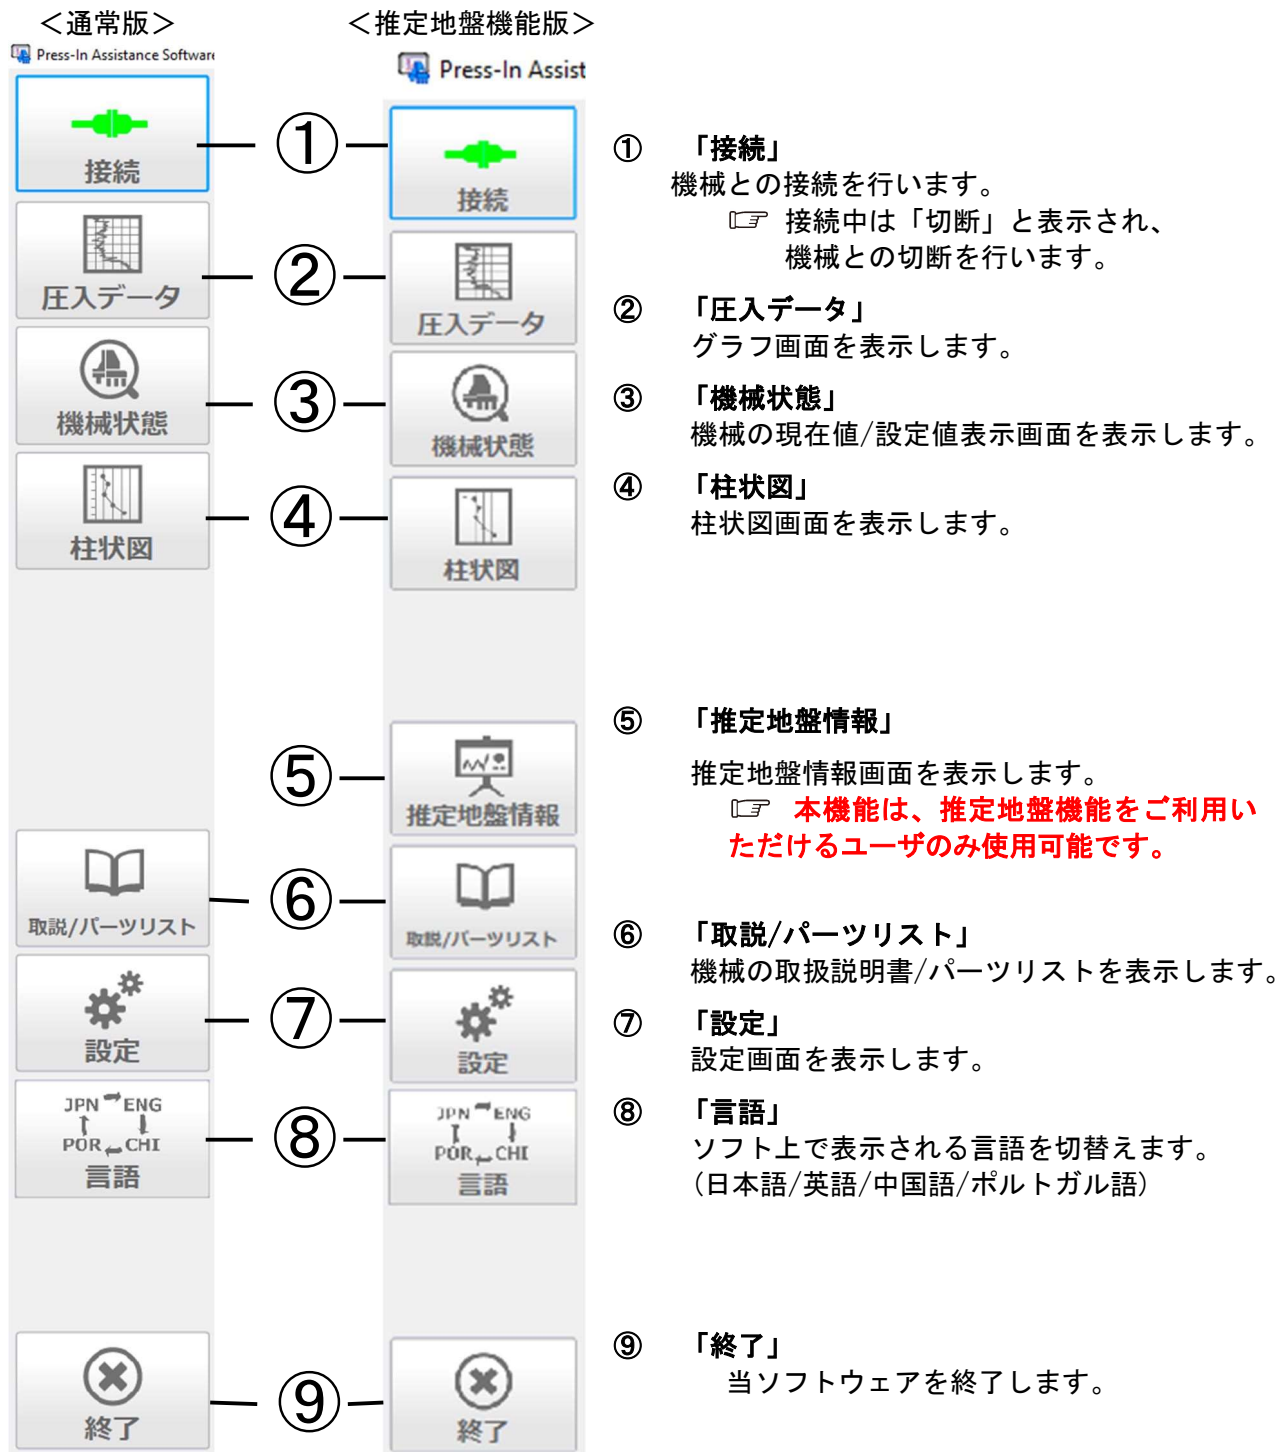 ＜通常版＞
Press-In Assistance Software
接続
圧入データ
機械状態
柱状図
取説/パーツリスト
設定
JPN ENG
POR CHI
言語
終了
①
②
③
④
⑤
⑥
⑦
⑧
⑨
＜推定地盤機能版＞
Press-In Assist
接続
圧入データ
機械状態
柱状図
推定地盤情報
取説/パーツリスト
設定
JPN ENG
POR CHI
言語
終了
① 「接続」
機械との接続を行います。
☞ 接続中は「切断」と表示され、
機械との切断を行います。
② 「圧入データ」
グラフ画面を表示します。
③ 「機械状態」
機械の現在値/設定値表示画面を表示します。
④ 「柱状図」
柱状図画面を表示します。
⑤ 「推定地盤情報」
推定地盤情報画面を表示します。
☞ 本機能は、推定地盤機能をご利用い
ただけるユーザのみ使用可能です。
⑥ 「取説/パーツリスト」
機械の取扱説明書/パーツリストを表示します。
⑦ 「設定」
設定画面を表示します。
⑧ 「言語」
ソフト上で表示される言語を切替えます。
(日本語/英語/中国語/ポルトガル語)
⑨ 「終了」
当ソフトウェアを終了します。